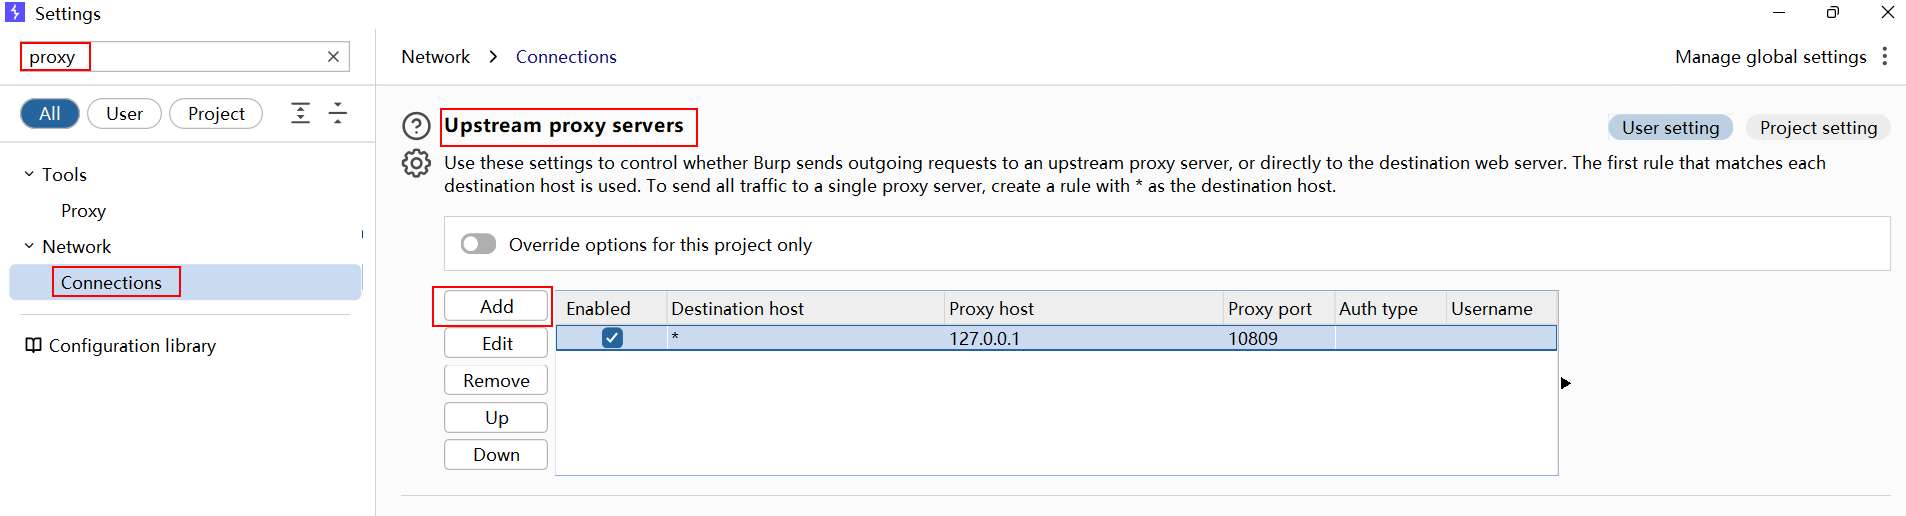 Settings
proxy
All
User
Project
Tools
Proxy
Network
Connections
Configuration library
Network > Connections
Manage global settings
Upstream proxy servers
User setting
Project setting
Use these settings to control whether Burp sends outgoing requests to an upstream proxy server, or directly to the destination web server. The first rule that matches each
destination host is used. To send all traffic to a single proxy server, create a rule with * as the destination host.
Override options for this project only
Add
Edit
Remove
Up
Down
Enabled Destination host Proxy host Proxy port Auth type Username
* 127.0.0.1 10809